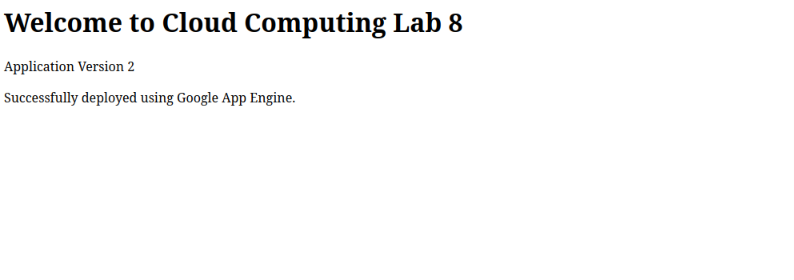 Welcome to Cloud Computing Lab 8
Application Version 2
Successfully deployed using Google App Engine.